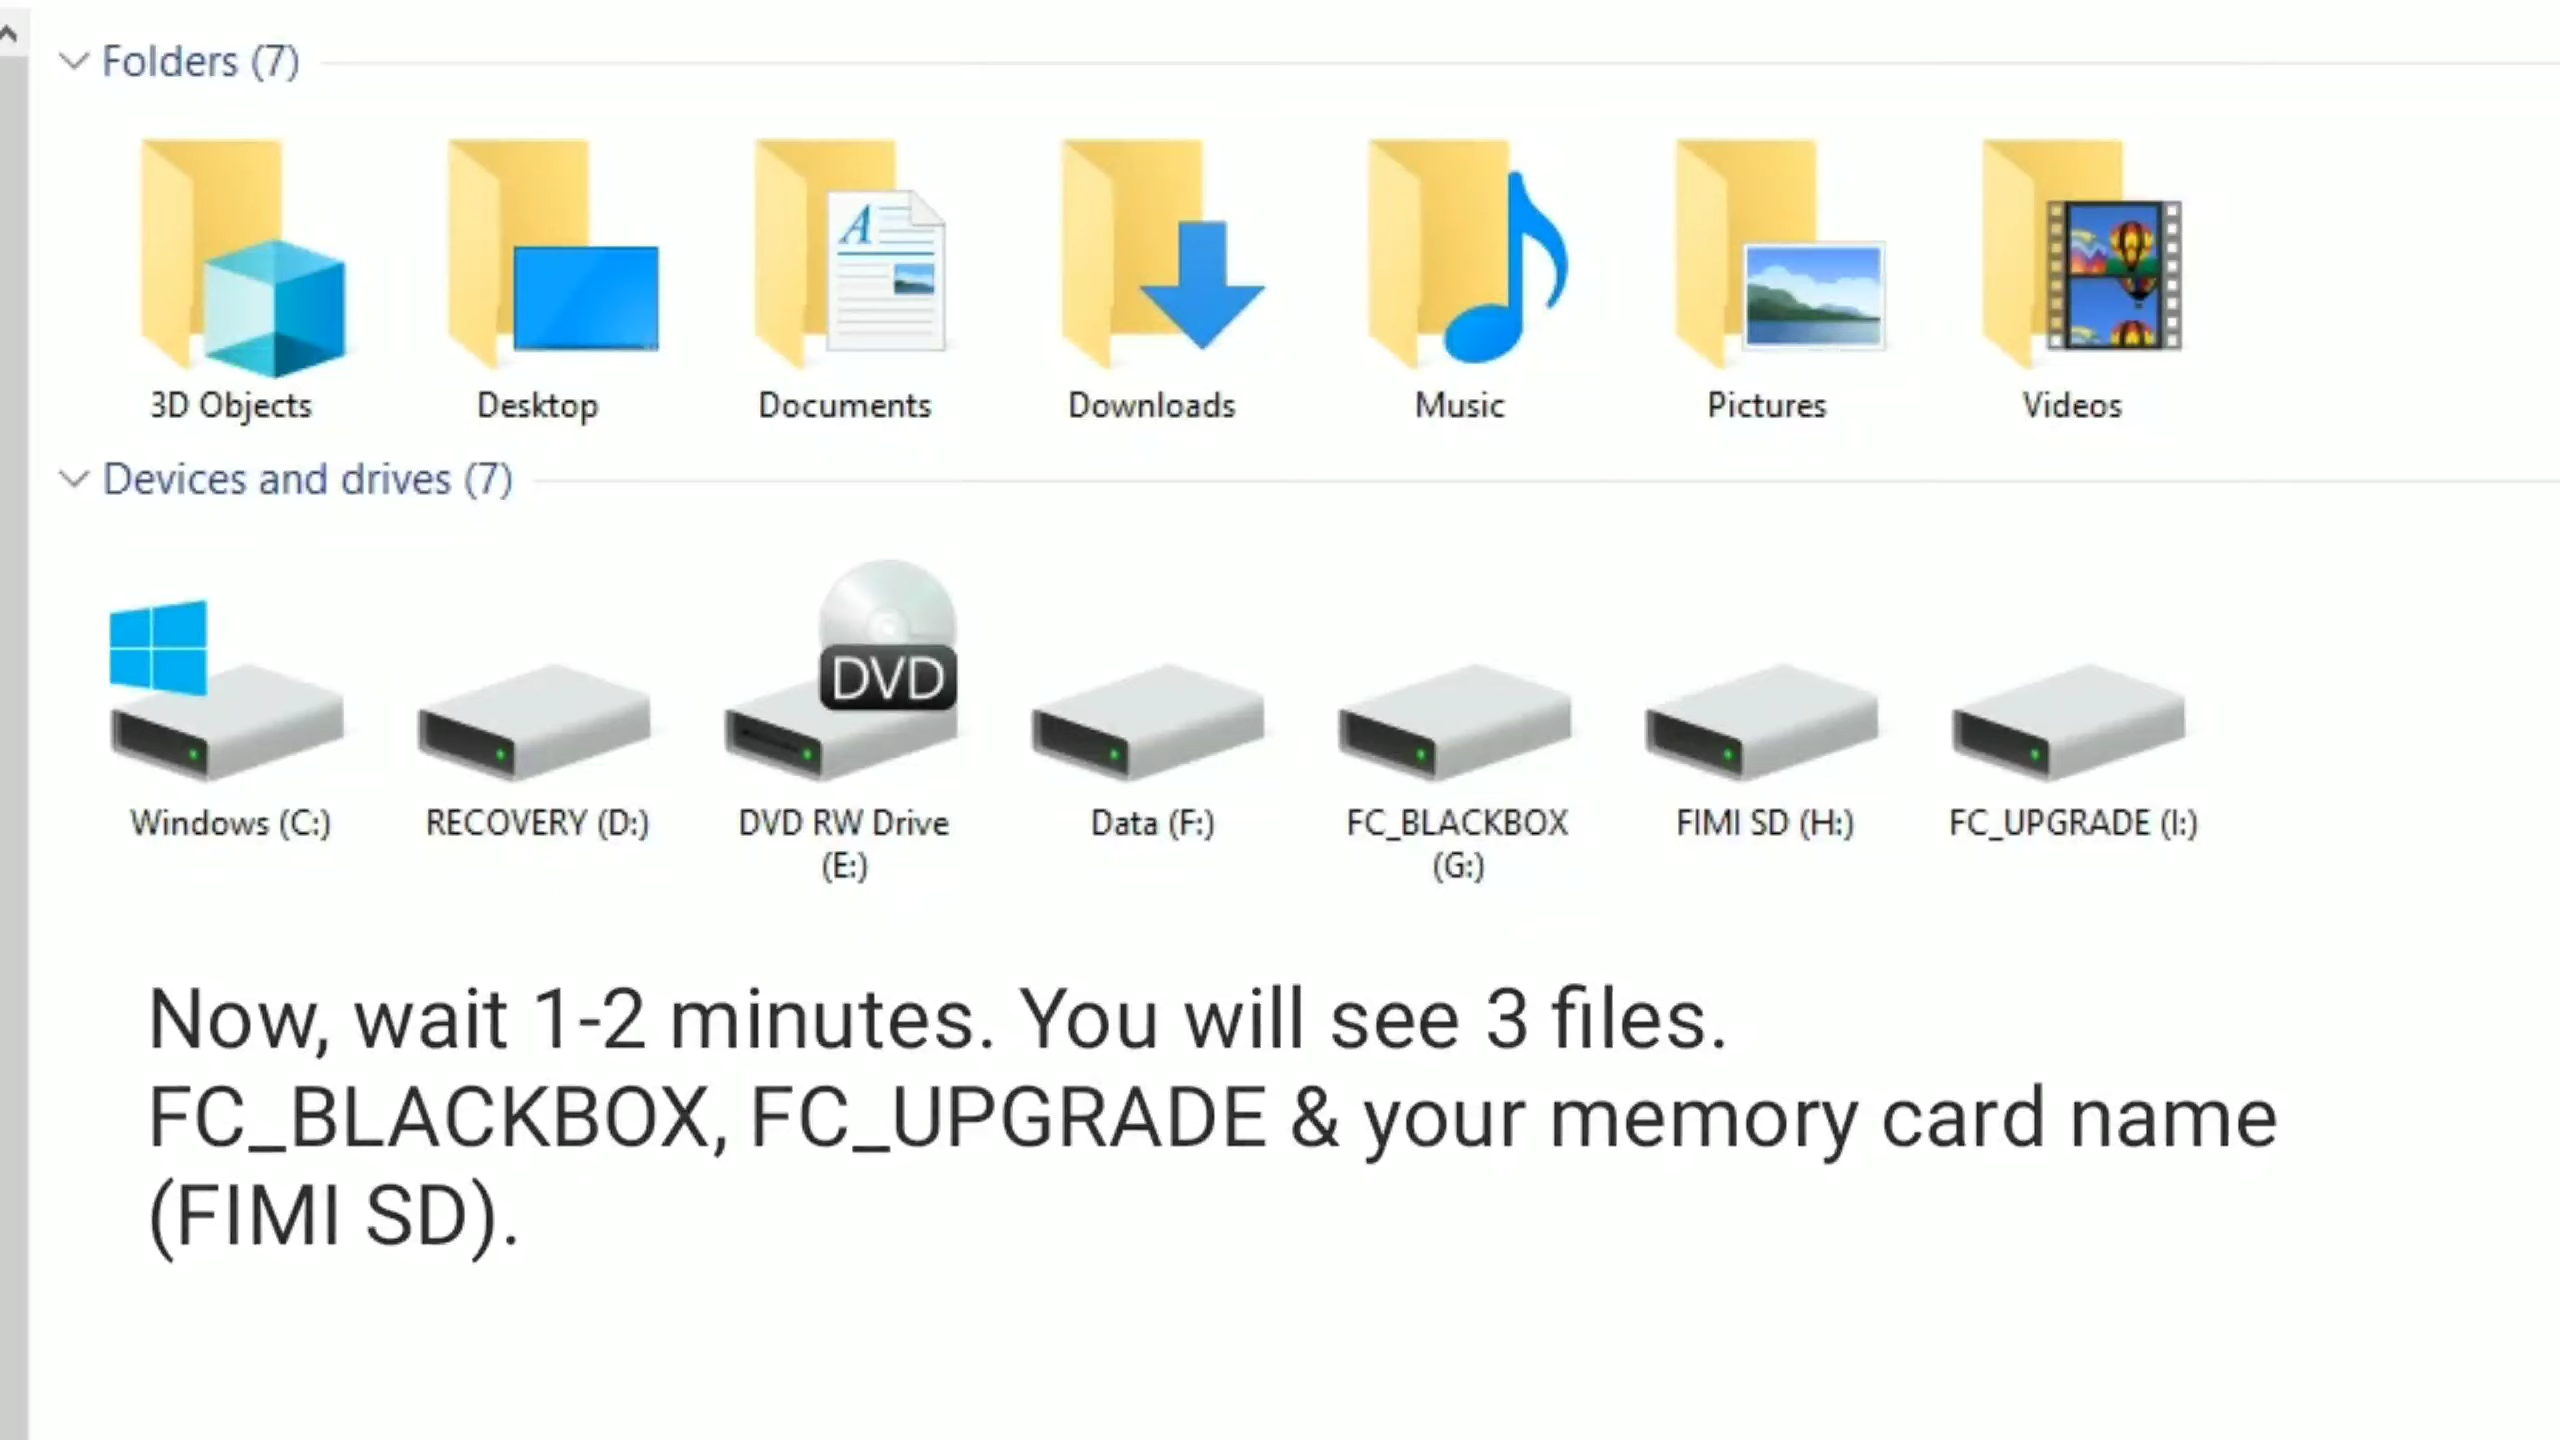 Folders (7)
3D Objects
Desktop
Documents
Downloads
Music
Pictures
Videos
Devices and drives (7)
DVD
Windows (C:)
RECOVERY (D:)
DVD RW Drive
(E:)
Data (F:)
FC_BLACKBOX
(G:)
FIMI SD (H:)
FC_UPGRADE (I:)
Now, wait 1-2 minutes. You will see 3 files.
FC_BLACKBOX, FC_UPGRADE & your memory card name
(FIMI SD).